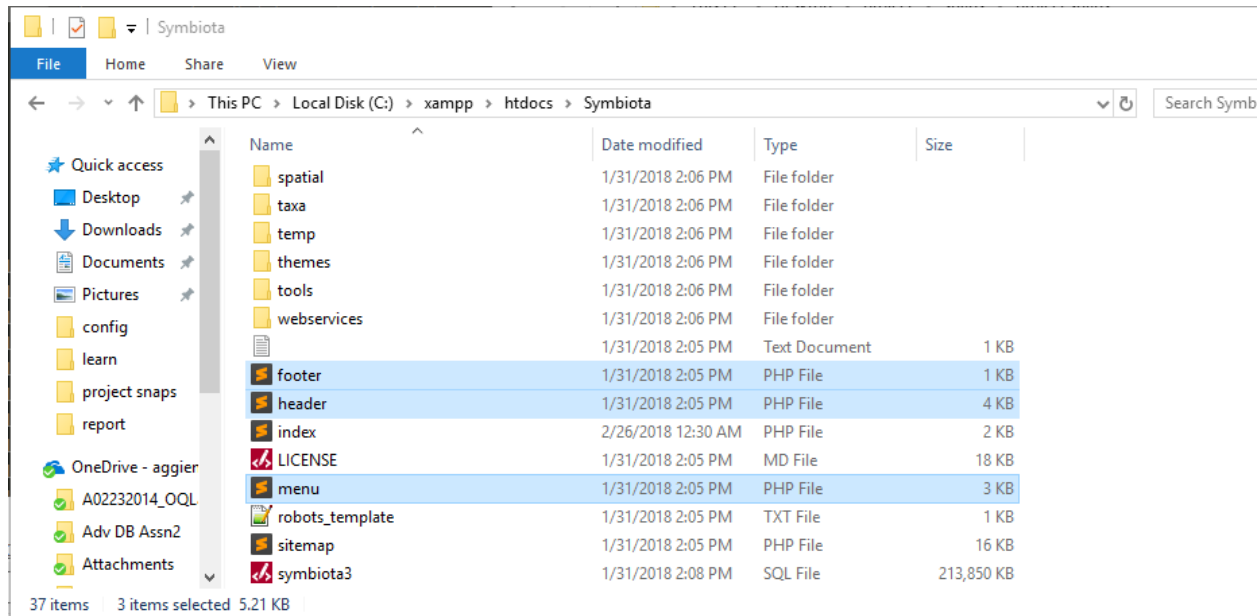 Symbiota
File Home Share View
This PC Local Disk (C:) xampp htdocs Symbiota Search Symb
Name Date modified Type Size
Quick access
Desktop
Downloads
Documents
Pictures
config
learn
project snaps
report
OneDrive - aggier
A02232014_OQL
Adv DB Assn2
Attachments
spatial 1/31/2018 2:06 PM File folder
taxa 1/31/2018 2:06 PM File folder
temp 1/31/2018 2:06 PM File folder
themes 1/31/2018 2:06 PM File folder
tools 1/31/2018 2:06 PM File folder
webservices 1/31/2018 2:06 PM File folder
1/31/2018 2:05 PM Text Document 1 KB
footer 1/31/2018 2:05 PM PHP File 1 KB
header 1/31/2018 2:05 PM PHP File 4 KB
index 2/26/2018 12:30 AM PHP File 2 KB
LICENSE 1/31/2018 2:05 PM MD File 18 KB
menu 1/31/2018 2:05 PM PHP File 3 KB
robots_template 1/31/2018 2:05 PM TXT File 1 KB
sitemap 1/31/2018 2:05 PM PHP File 16 KB
symbiota3 1/31/2018 2:08 PM SQL File 213,850 KB
37 items 3 items selected 5.21 KB